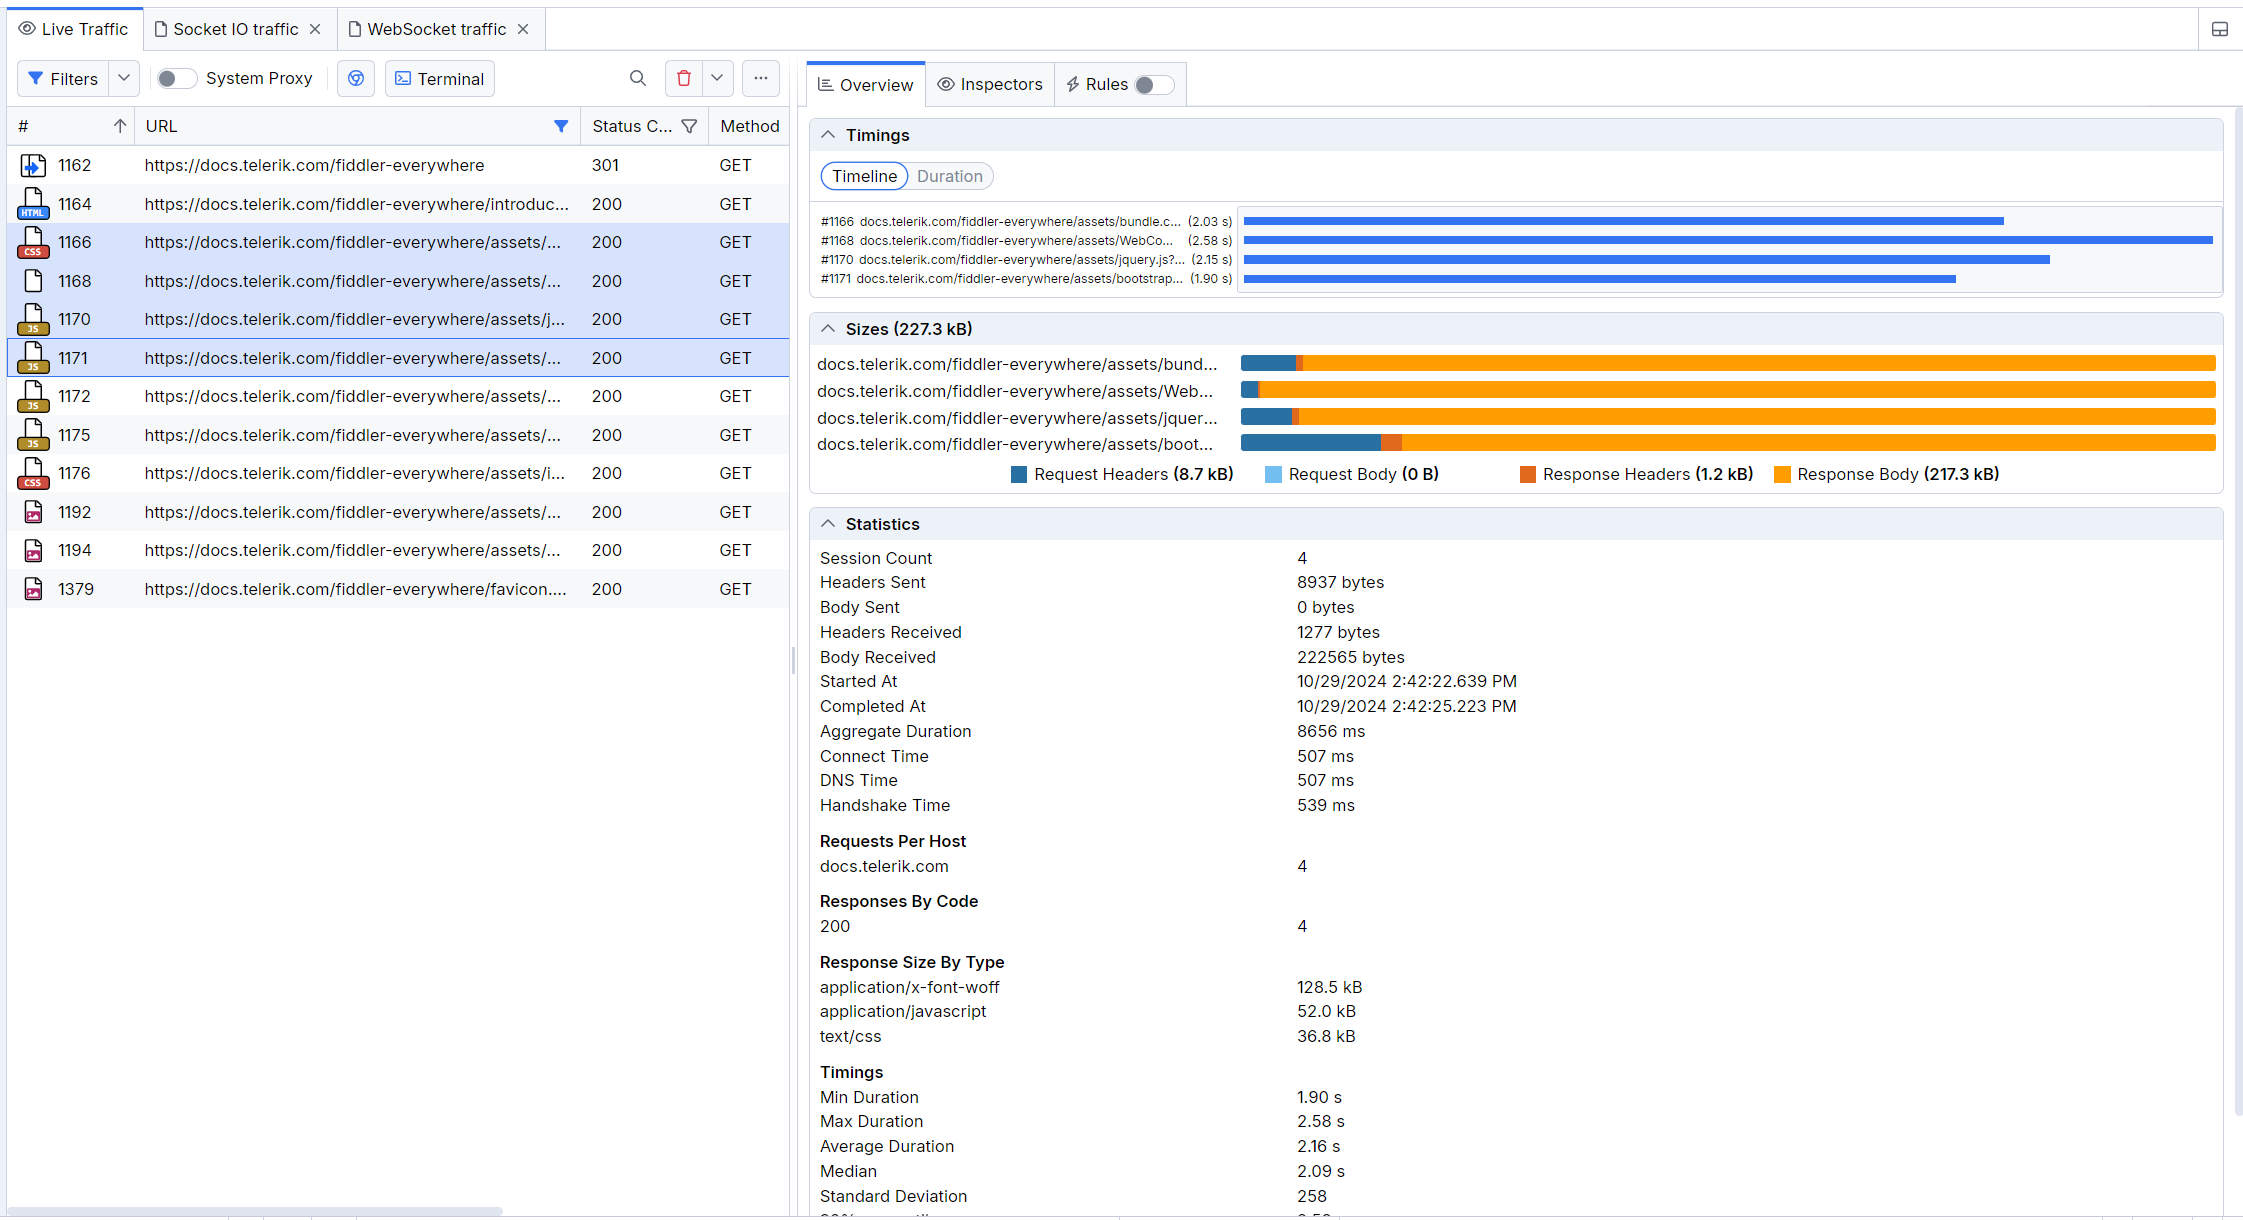 Live Traffic
Socket IO traffic
WebSocket traffic
Filters
System Proxy
Terminal
# URL Status C... Method
1162 https://docs.telerik.com/fiddler-everywhere 301 GET
HTML 1164 https://docs.telerik.com/fiddler-everywhere/introduc... 200 GET
CSS 1166 https://docs.telerik.com/fiddler-everywhere/assets/... 200 GET
1168 https://docs.telerik.com/fiddler-everywhere/assets/... 200 GET
JS 1170 https://docs.telerik.com/fiddler-everywhere/assets/j... 200 GET
JS 1171 https://docs.telerik.com/fiddler-everywhere/assets/... 200 GET
JS 1172 https://docs.telerik.com/fiddler-everywhere/assets/... 200 GET
JS 1175 https://docs.telerik.com/fiddler-everywhere/assets/... 200 GET
CSS 1176 https://docs.telerik.com/fiddler-everywhere/assets/i... 200 GET
1192 https://docs.telerik.com/fiddler-everywhere/assets/... 200 GET
1194 https://docs.telerik.com/fiddler-everywhere/assets/... 200 GET
1379 https://docs.telerik.com/fiddler-everywhere/favicon.... 200 GET
Overview
Inspectors
Rules
Timings
Timeline Duration
#1166 docs.telerik.com/fiddler-everywhere/assets/bundle.c... (2.03 s)
#1168 docs.telerik.com/fiddler-everywhere/assets/WebCo... (2.58 s)
#1170 docs.telerik.com/fiddler-everywhere/assets/jquery.js?... (2.15 s)
#1171 docs.telerik.com/fiddler-everywhere/assets/bootstrap... (1.90 s)
Sizes (227.3 kB)
docs.telerik.com/fiddler-everywhere/assets/bund...
docs.telerik.com/fiddler-everywhere/assets/Web...
docs.telerik.com/fiddler-everywhere/assets/jquer...
docs.telerik.com/fiddler-everywhere/assets/boot...
Request Headers (8.7 kB) Request Body (0 B) Response Headers (1.2 kB) Response Body (217.3 kB)
Statistics
Session Count 4
Headers Sent 8937 bytes
Body Sent 0 bytes
Headers Received 1277 bytes
Body Received 222565 bytes
Started At 10/29/2024 2:42:22.639 PM
Completed At 10/29/2024 2:42:25.223 PM
Aggregate Duration 8656 ms
Connect Time 507 ms
DNS Time 507 ms
Handshake Time 539 ms
Requests Per Host
docs.telerik.com 4
Responses By Code
200 4
Response Size By Type
application/x-font-woff 128.5 kB
application/javascript 52.0 kB
text/css 36.8 kB
Timings
Min Duration 1.90 s
Max Duration 2.58 s
Average Duration 2.16 s
Median 2.09 s
Standard Deviation 258